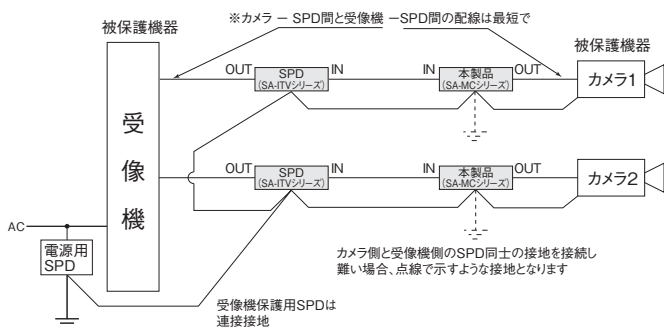 ※カメラ － SPD間と受像機 －SPD間の配線は最短で
被保護機器
被保護機器
OUT
SPD
(SA-ITVシリーズ)
IN
IN
本製品
(SA-MCシリーズ)
OUT
カメラ1
受像機
OUT
SPD
(SA-ITVシリーズ)
IN
IN
本製品
(SA-MCシリーズ)
OUT
カメラ2
AC
電源用
SPD
カメラ側と受像機側のSPD同士の接地を接続し
難い場合、点線で示すような接地となります
受像機保護用SPDは
連接接地